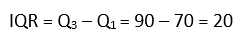 IQR = Q₃ – Q₁ = 90 – 70 = 20